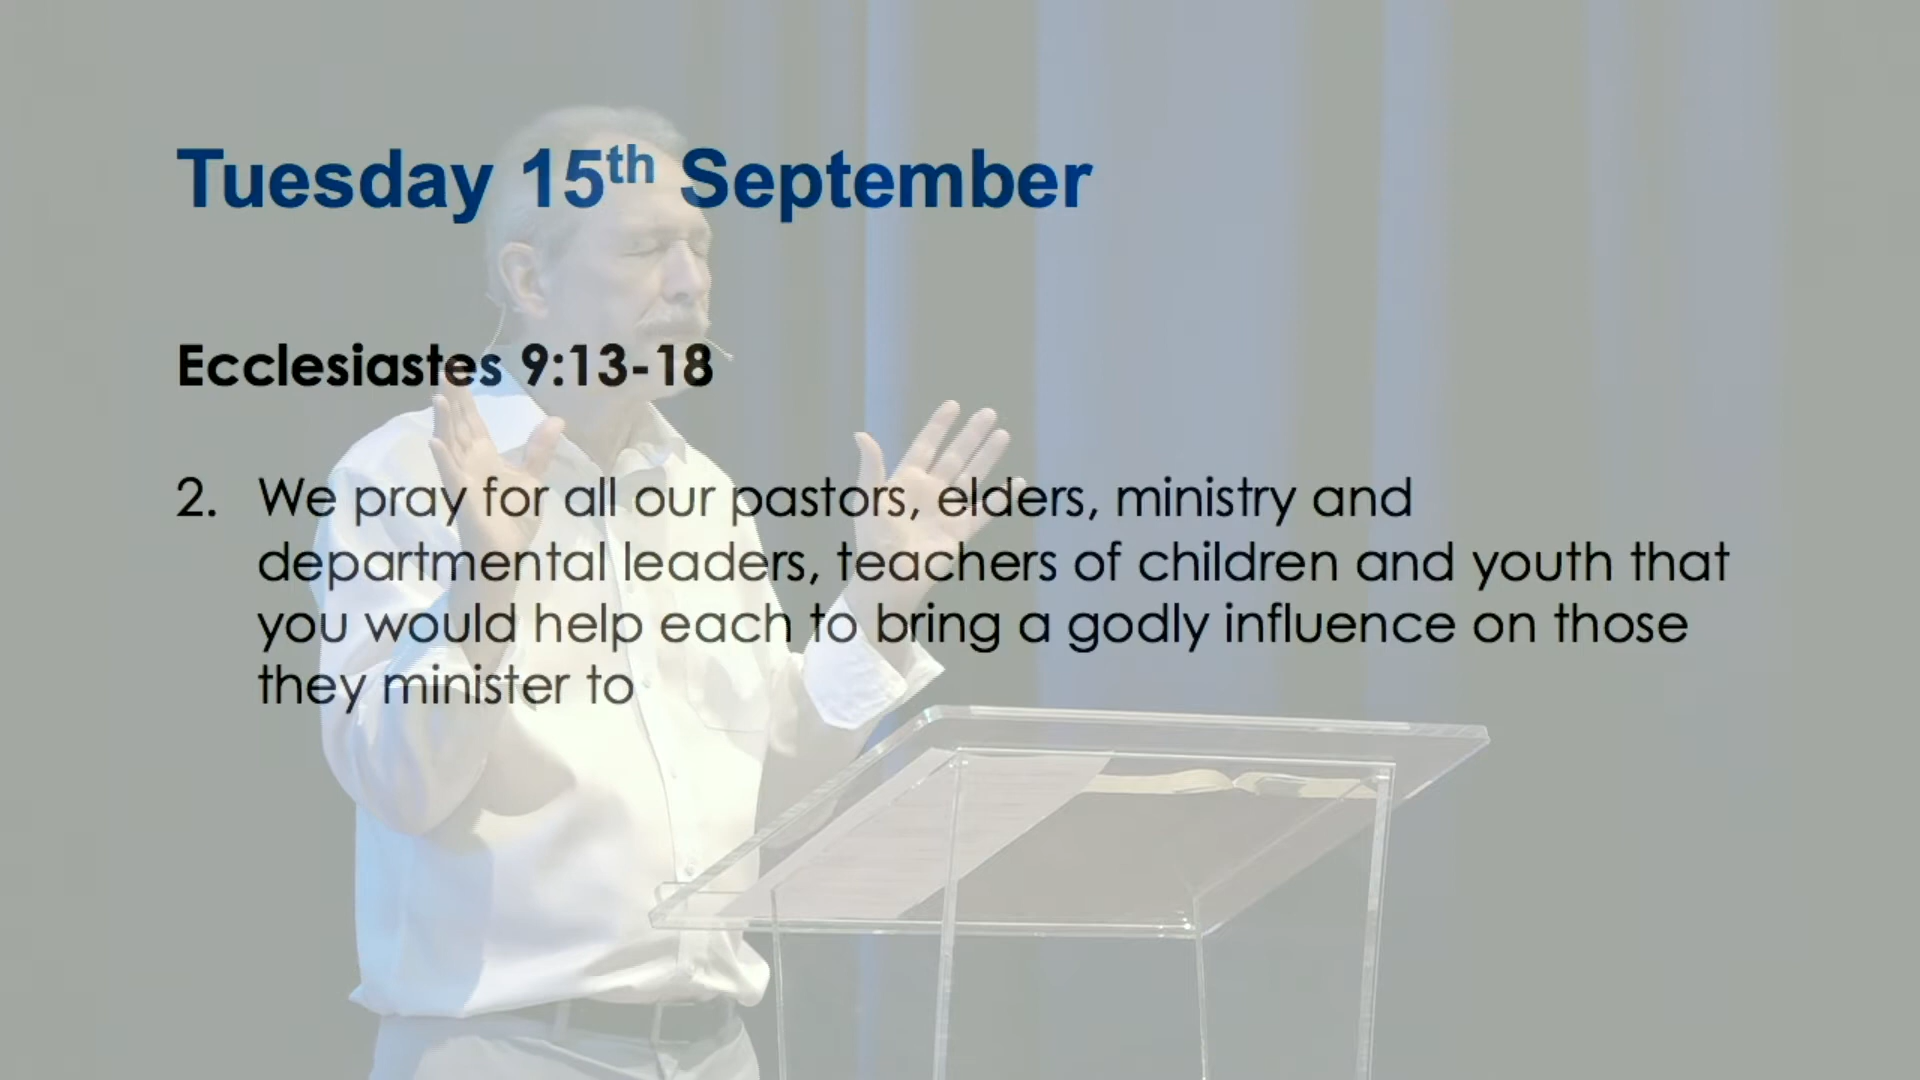 Tuesday 15th September
Ecclesiastes 9:13-18
2. We pray for all our pastors, elders, ministry and
departmental leaders, teachers of children and youth that
you would help each to bring a godly influence on those
they minister to